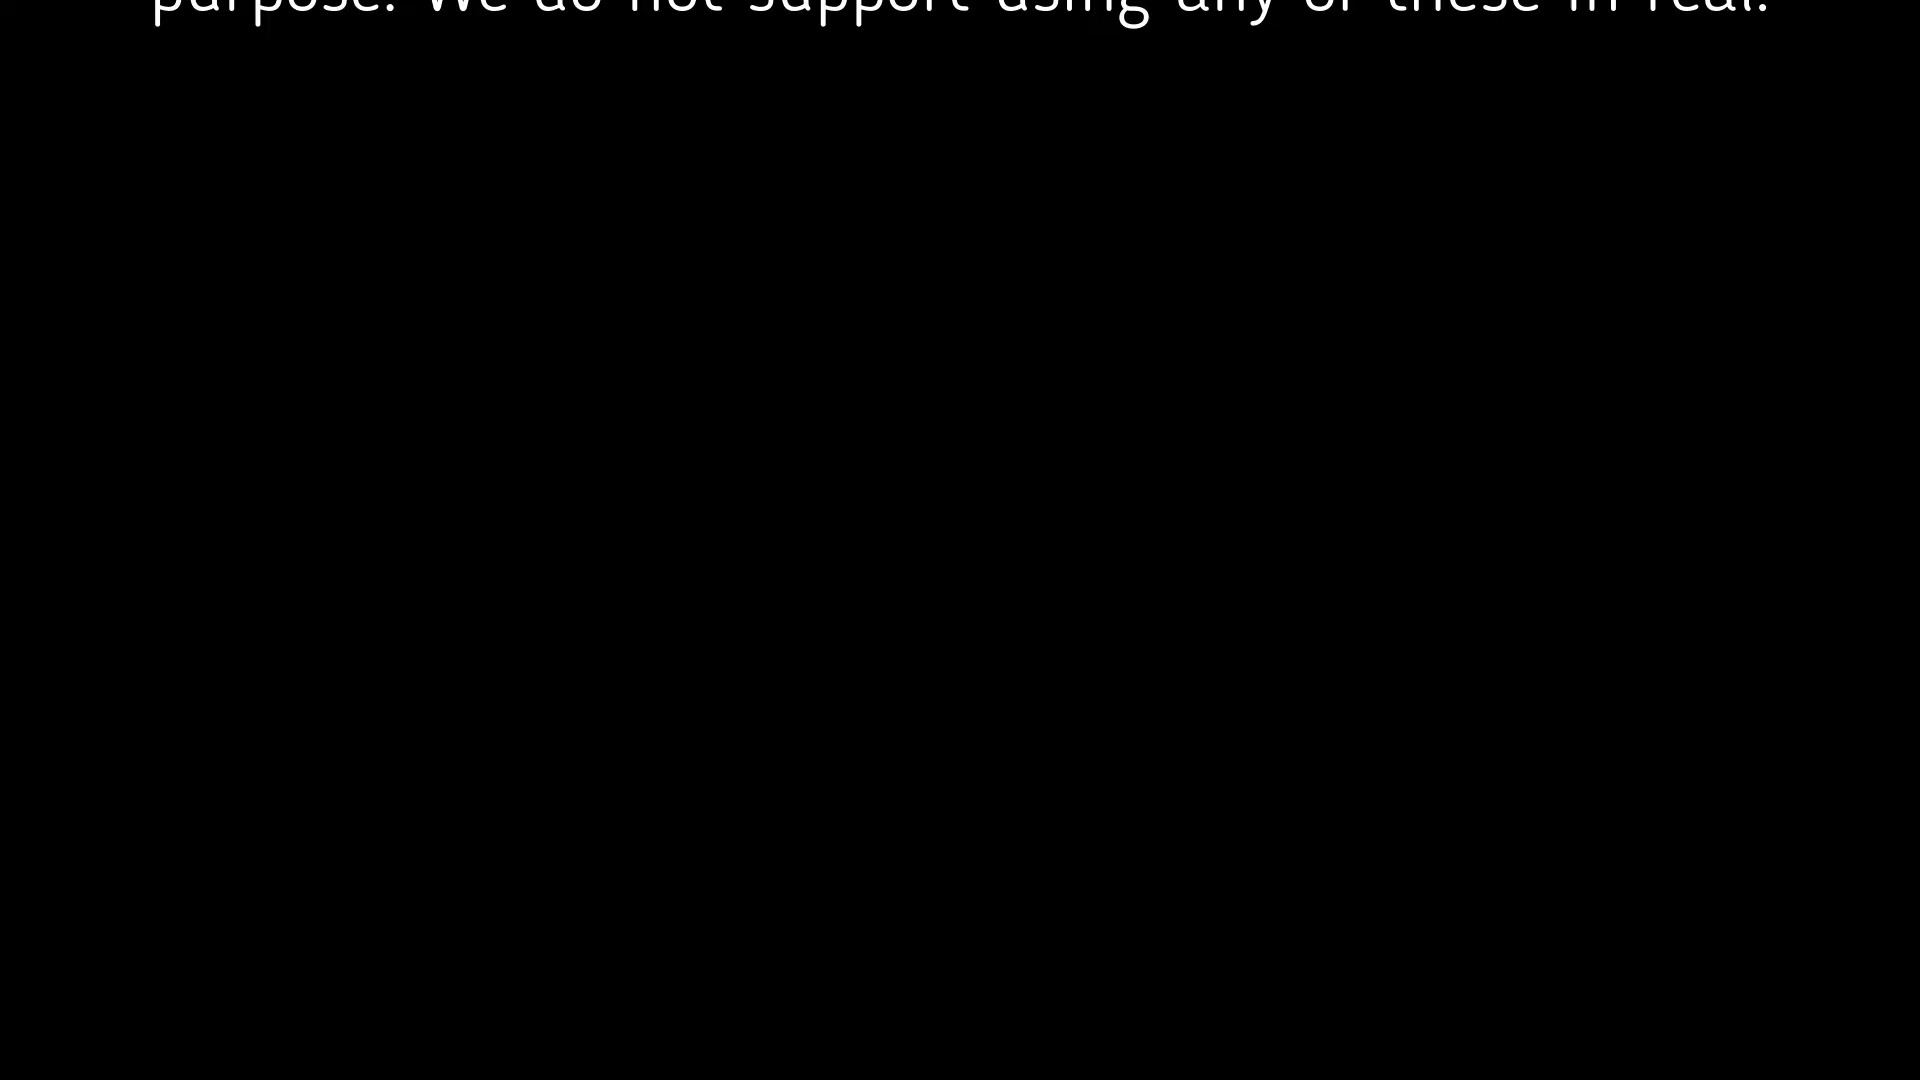 purpose. We do not support using any of these in real.